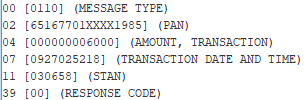 00 [0110] (MESSAGE TYPE)
02 [65167701XXXX1985] (PAN)
04 [000000006000] (AMOUNT, TRANSACTION)
07 [0927025218] (TRANSACTION DATE AND TIME)
11 [030658] (STAN)
39 [00] (RESPONSE CODE)